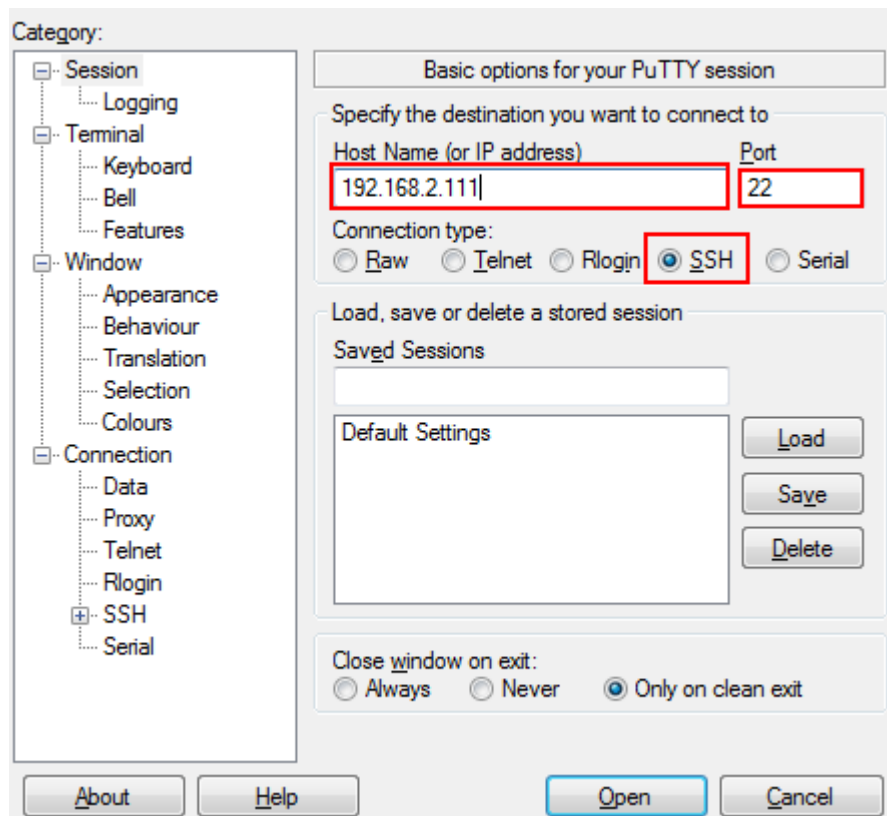 Category:
Session
Logging
Terminal
Keyboard
Bell
Features
Window
Appearance
Behaviour
Translation
Selection
Colours
Connection
Data
Proxy
Telnet
Rlogin
SSH
Serial
Basic options for your PuTTY session
Specify the destination you want to connect to
Host Name (or IP address) Port
192.168.2.111 22
Connection type:
Raw Telnet Rlogin SSH Serial
Load, save or delete a stored session
Saved Sessions
Default Settings
Load
Save
Delete
Close window on exit:
Always Never Only on clean exit
About Help Open Cancel